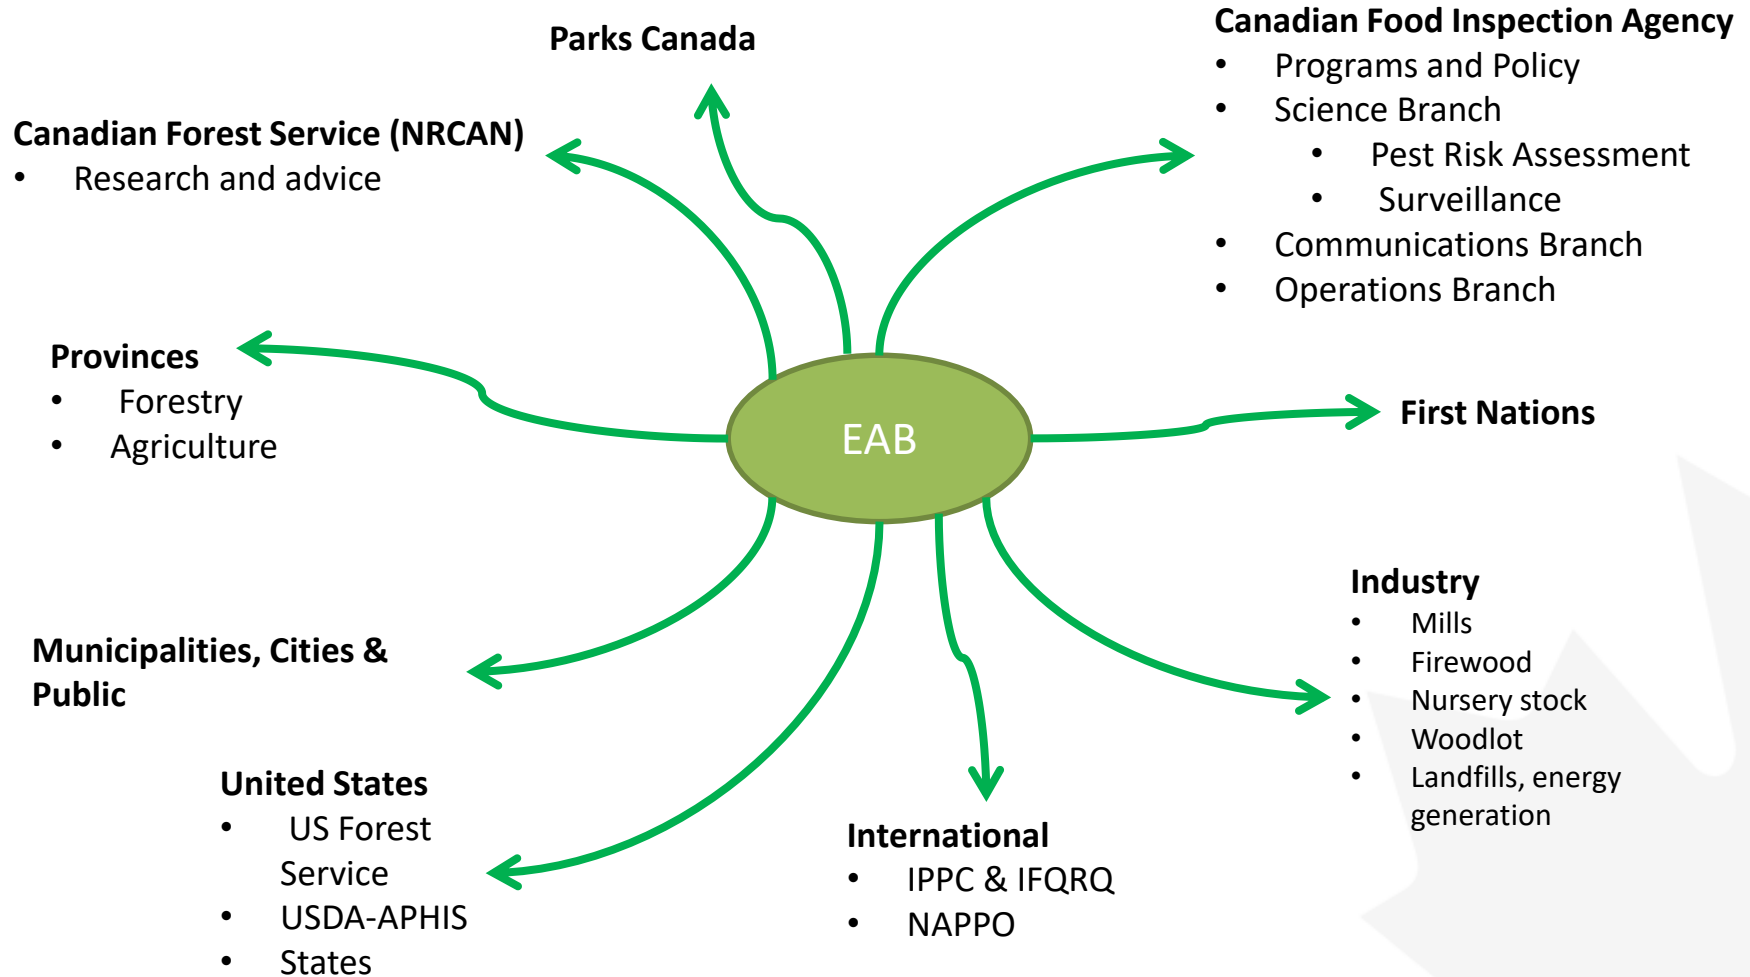 Parks Canada
Canadian Food Inspection Agency
• Programs and Policy
• Science Branch
• Pest Risk Assessment
• Surveillance
• Communications Branch
• Operations Branch
Canadian Forest Service (NRCAN)
• Research and advice
Provinces
• Forestry
• Agriculture
EAB
First Nations
Municipalities, Cities &
Public
Industry
• Mills
• Firewood
• Nursery stock
• Woodlot
• Landfills, energy
generation
United States
• US Forest
Service
• USDA-APHIS
• States
International
• IPPC & IFQRQ
• NAPPO